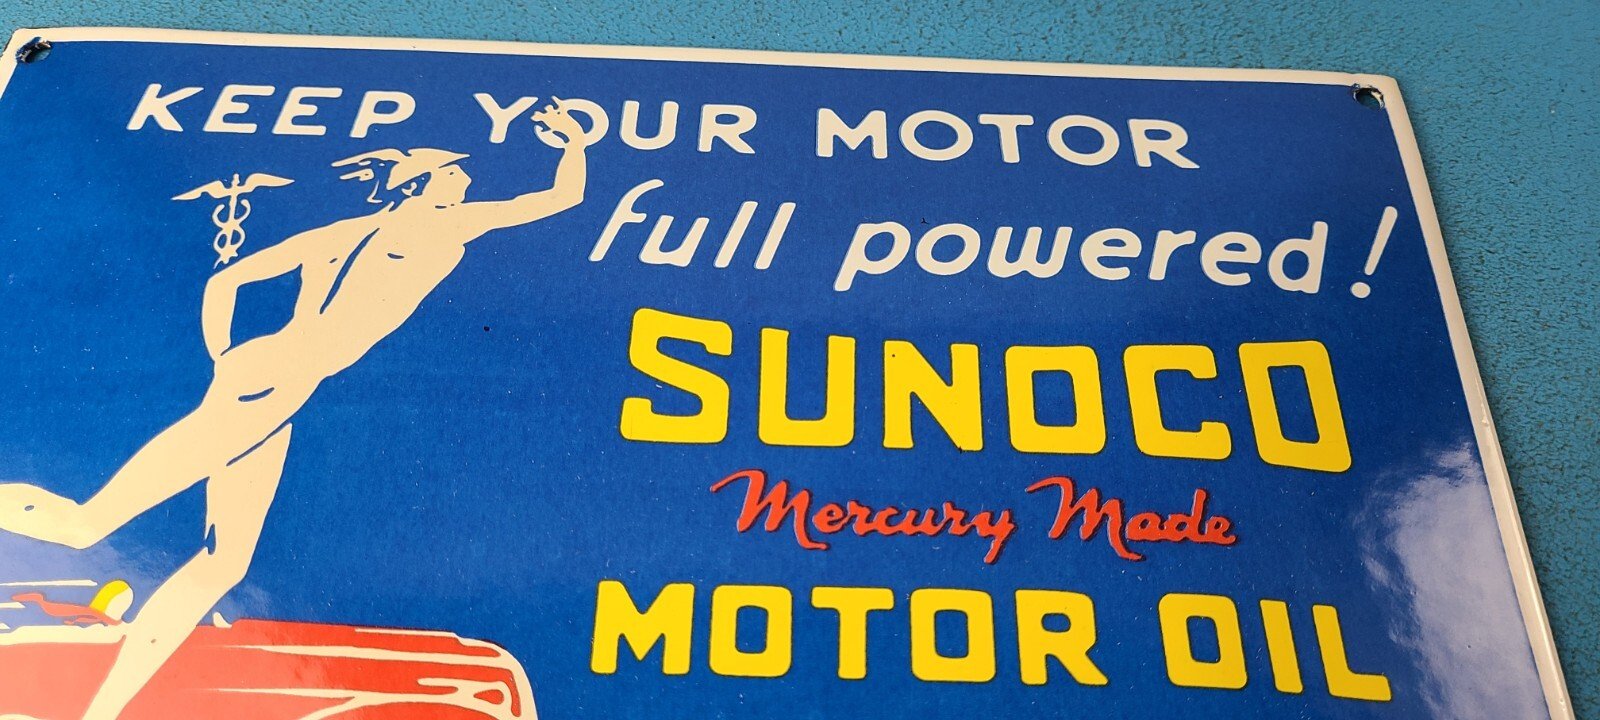 KEEP YOUR MOTOR
full powered!
SUNOCO
Mercury Made
MOTOR OIL